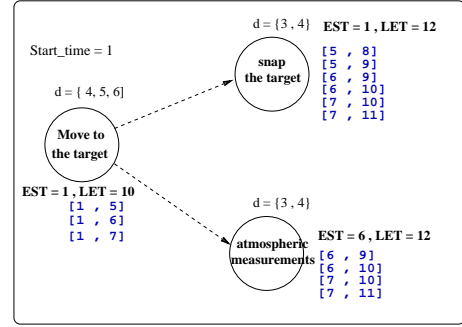 d = {3 , 4}
EST = 1 , LET = 12
Start_time = 1
snap
the target
[5 , 8]
[5 , 9]
[6 , 9]
[6 , 10]
[7 , 10]
[7 , 11]
d = { 4, 5, 6]
Move to
the target
EST = 1 , LET = 10
[1 , 5]
[1 , 6]
[1 , 7]
d = {3 , 4}
EST = 6 , LET = 12
atmospheric
measurements
[6 , 9]
[6 , 10]
[7 , 10]
[7 , 11]